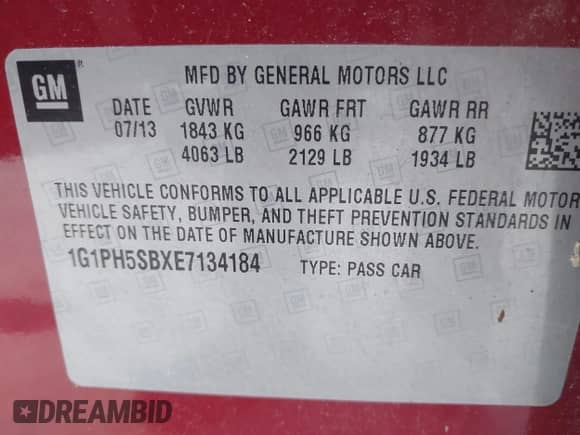 GM
R
MFD BY GENERAL MOTORS LLC
DATE GVWR GAWR FRT GAWR RR
07/13 1843 KG 966 KG 877 KG
4063 LB 2129 LB 1934 LB
THIS VEHICLE CONFORMS TO ALL APPLICABLE U.S. FEDERAL MOTOR
VEHICLE SAFETY, BUMPER, AND THEFT PREVENTION STANDARDS IN
EFFECT ON THE DATE OF MANUFACTURE SHOWN ABOVE.
1G1PH5SBXE7134184 TYPE: PASS CAR
DREAMBID